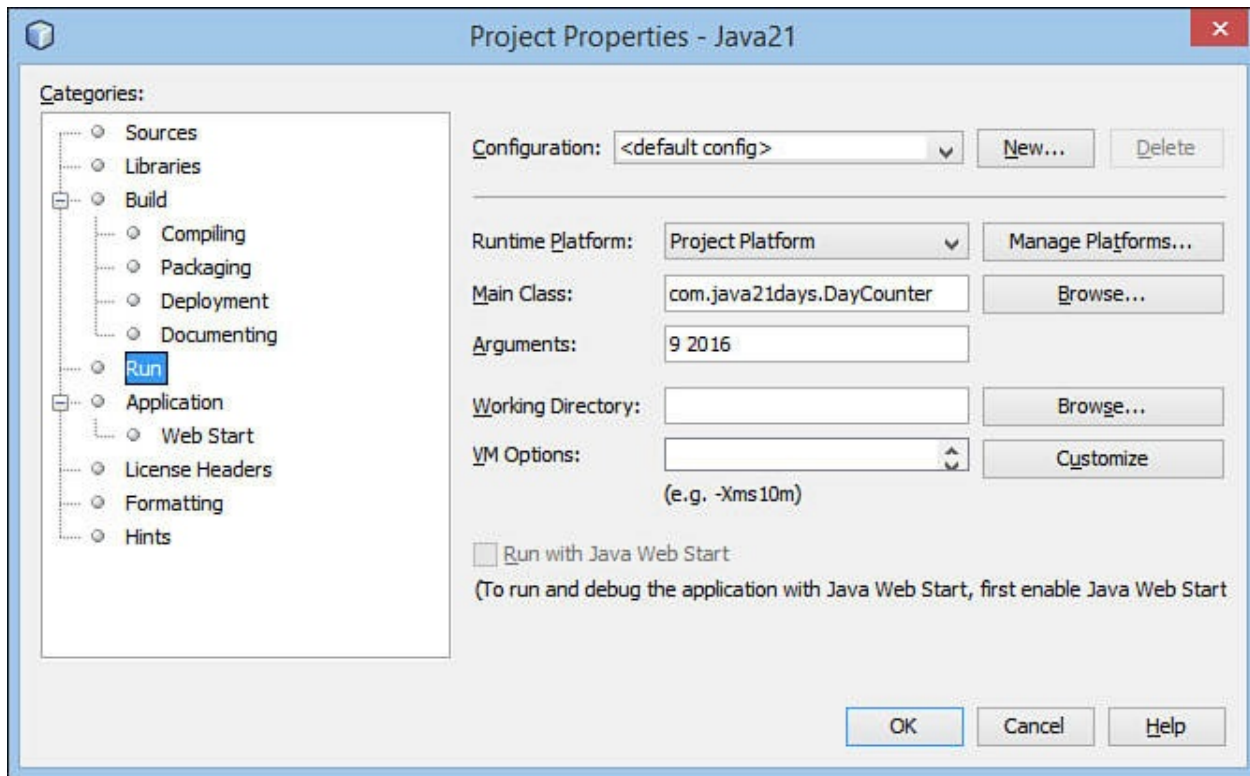 Project Properties - Java21
Categories:
Sources
Libraries
Build
Compiling
Packaging
Deployment
Documenting
Run
Application
Web Start
License Headers
Formatting
Hints
Configuration: <default config> New... Delete
Runtime Platform: Project Platform Manage Platforms...
Main Class: com.java21days.DayCounter Browse...
Arguments: 9 2016
Working Directory: Browse...
VM Options: Customize
(e.g. -Xms10m)
Run with Java Web Start
(To run and debug the application with Java Web Start, first enable Java Web Start
OK Cancel Help